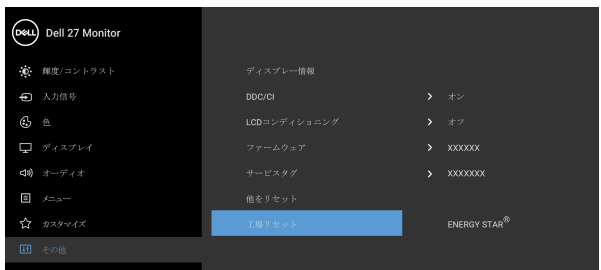 DELL Dell 27 Monitor
輝度/コントラスト
入力信号
色
ディスプレイ
オーディオ
メニュー
カスタマイズ
その他
ディスプレー情報
DDC/CI > オン
LCDコンディショニング > オフ
ファームウェア > XXXXXX
サービスタグ > XXXXXXX
他をリセット
工場リセット ENERGY STAR®